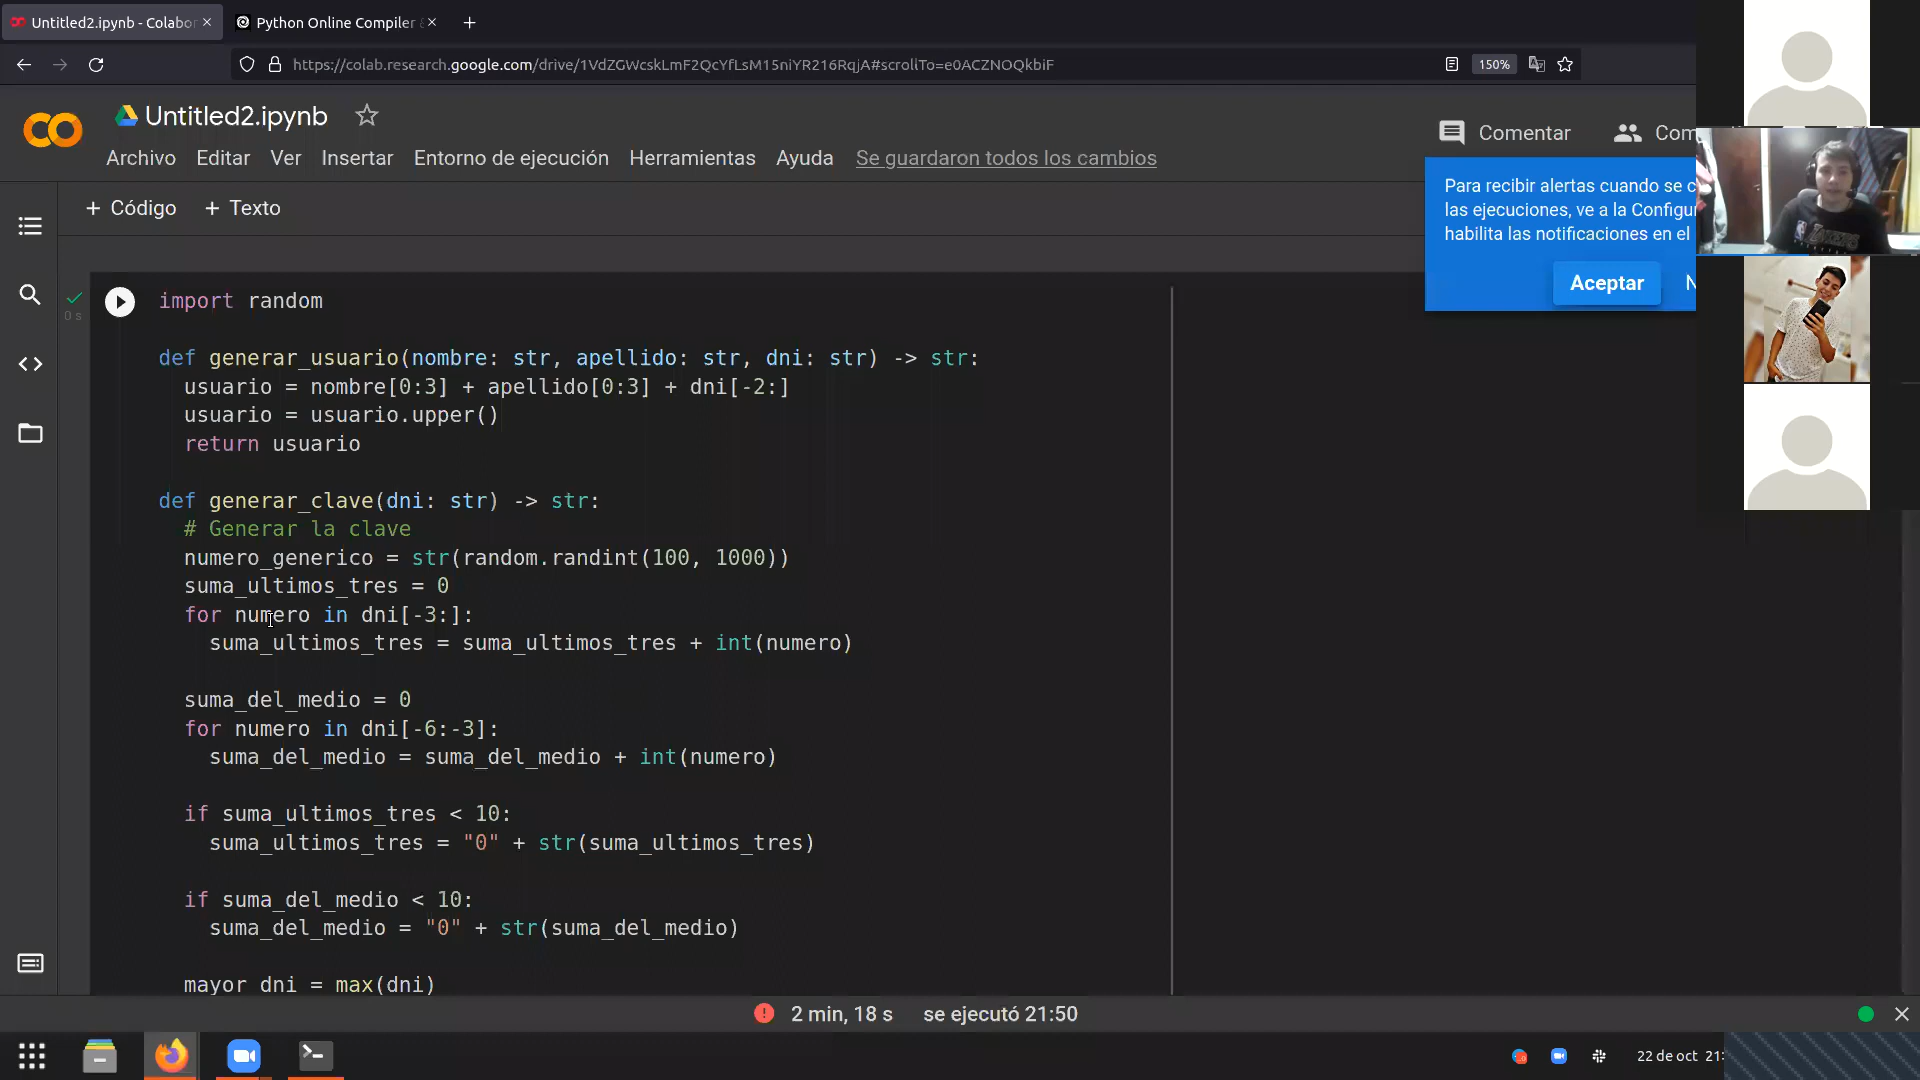 Untitled2.ipynb - Colabor
Python Online Compiler
https://colab.research.google.com/drive/1VdZGWcskLmF2QcYfLsM15niYR216RqjA#scrollTo=e0ACZNOQkbiF
150%
Untitled2.ipynb
Archivo Editar Ver Insertar Entorno de ejecución Herramientas Ayuda Se guardaron todos los cambios
Comentar Com
+ Código + Texto
Para recibir alertas cuando se c
las ejecuciones, ve a la Configu
habilita las notificaciones en el
Aceptar N
0 s
import random
def generar_usuario(nombre: str, apellido: str, dni: str) -> str:
usuario = nombre[0:3] + apellido[0:3] + dni[-2:]
usuario = usuario.upper()
return usuario
def generar_clave(dni: str) -> str:
# Generar la clave
numero_generico = str(random.randint(100, 1000))
suma_ultimos_tres = 0
for numero in dni[-3:]:
suma_ultimos_tres = suma_ultimos_tres + int(numero)
suma_del_medio = 0
for numero in dni[-6:-3]:
suma_del_medio = suma_del_medio + int(numero)
if suma_ultimos_tres < 10:
suma_ultimos_tres = "0" + str(suma_ultimos_tres)
if suma_del_medio < 10:
suma_del_medio = "0" + str(suma_del_medio)
mayor_dni = max(dni)
2 min, 18 s se ejecutó 21:50
22 de oct 21: